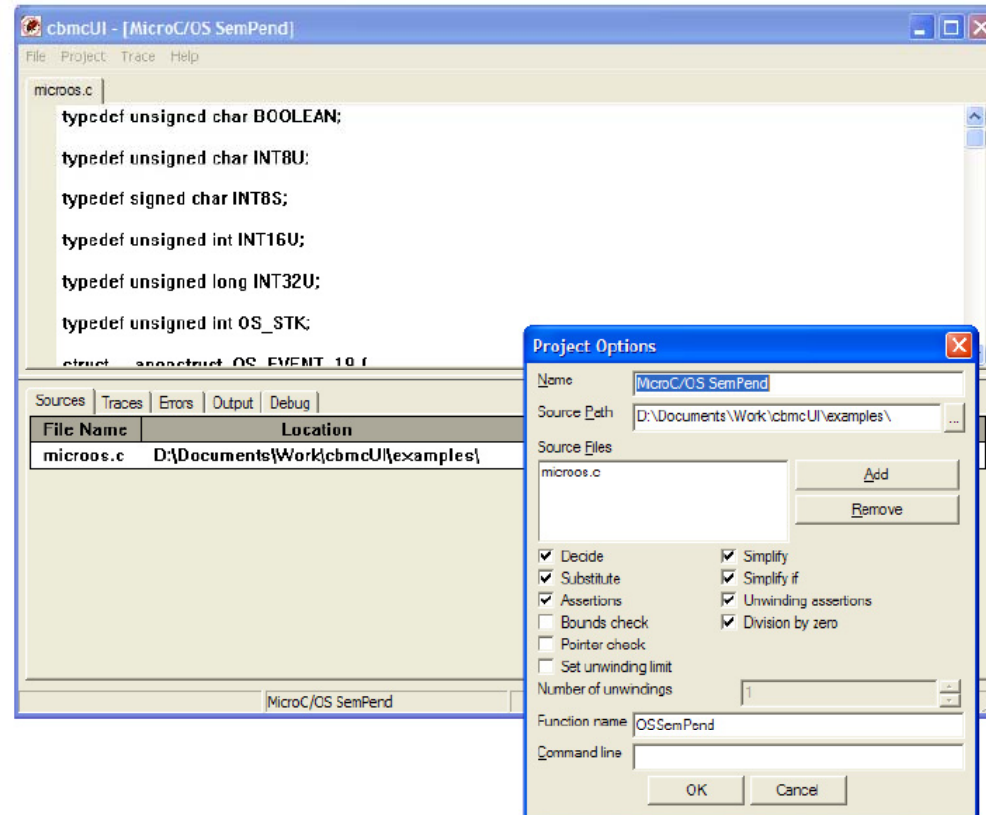 cbmcUI - [MicroC/OS SemPend]
File Project Trace Help
microos.c
typedef unsigned char BOOLEAN;
typedef unsigned char INT8U;
typedef signed char INT8S;
typedef unsigned int INT16U;
typedef unsigned long INT32U;
typedef unsigned int OS_STK;
struct OS_EVENT_19 {
Sources Traces Errors Output Debug
File Name Location
microos.c D:\Documents\Work\cbmcUI\examples\
MicroC/OS SemPend
Project Options
Name MicroC/OS SemPend
Source Path D:\Documents\Work\cbmcUI\examples\ ...
Source Files
microos.c
Add
Remove
Decide Simplify
Substitute Simplify if
Assertions Unwinding assertions
Bounds check Division by zero
Pointer check
Set unwinding limit
Number of unwindings 1
Function name OSSemPend
Command line
OK Cancel